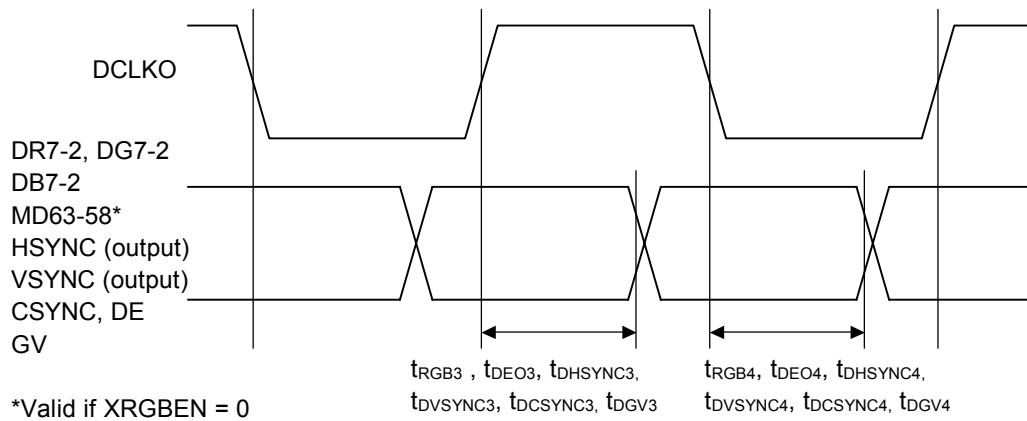 DCLKO
DR7-2, DG7-2
DB7-2
MD63-58*
HSYNC (output)
VSYNC (output)
CSYNC, DE
GV
tRGB3 , tDEO3, tDHSYNC3,
tDVSYNC3, tDCSYNC3, tDGV3
tRGB4, tDEO4, tDHSYNC4,
tDVSYNC4, tDCSYNC4, tDGV4
*Valid if XRGBEN = 0